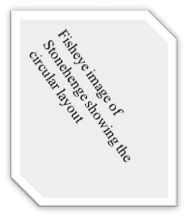 Fisheye image of
Stonehenge showing the
circular layout